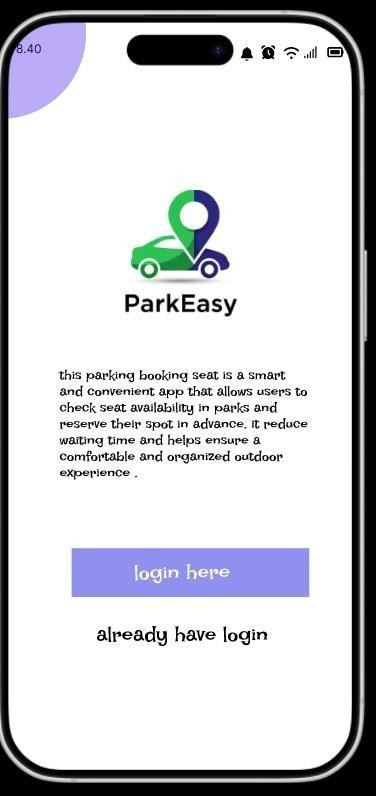 8.40
ParkEasy
this parking booking seat is a smart
and convenient app that allows users to
check seat availability in parks and
reserve their spot in advance. it reduce
waiting time and helps ensure a
comfortable and organized outdoor
experience .
login here
already have login